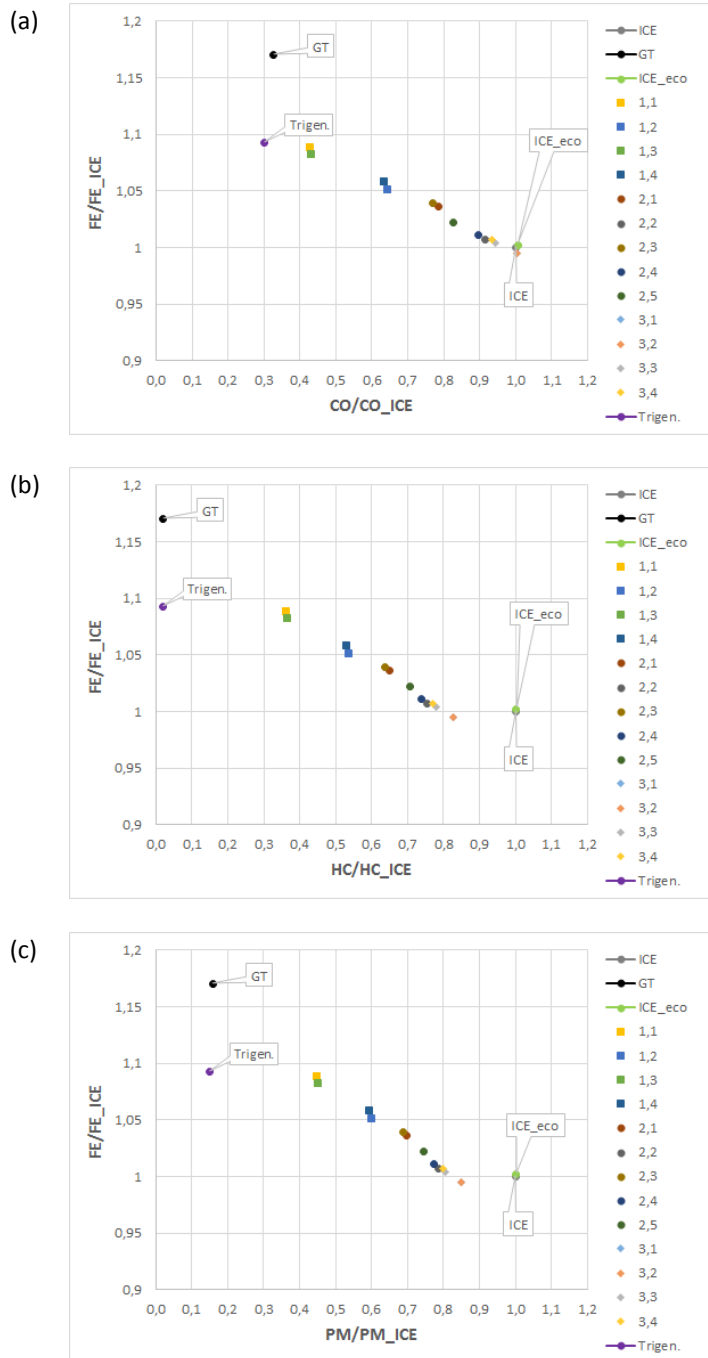 (a)
1,2
1,15
1,1
1,05
1
0,95
0,9
FE/FE_ICE
GT
Trigen.
ICE_eco
ICE
0,0 0,1 0,2 0,3 0,4 0,5 0,6 0,7 0,8 0,9 1,0 1,1 1,2
CO/CO_ICE
ICE
GT
ICE_eco
1,1
1,2
1,3
1,4
2,1
2,2
2,3
2,4
2,5
3,1
3,2
3,3
3,4
Trigen.
(b)
1,2
1,15
1,1
1,05
1
0,95
0,9
FE/FE_ICE
GT
Trigen.
ICE_eco
ICE
0,0 0,1 0,2 0,3 0,4 0,5 0,6 0,7 0,8 0,9 1,0 1,1 1,2
HC/HC_ICE
ICE
GT
ICE_eco
1,1
1,2
1,3
1,4
2,1
2,2
2,3
2,4
2,5
3,1
3,2
3,3
3,4
Trigen.
(c)
1,2
1,15
1,1
1,05
1
0,95
0,9
FE/FE_ICE
GT
Trigen.
ICE_eco
ICE
0,0 0,1 0,2 0,3 0,4 0,5 0,6 0,7 0,8 0,9 1,0 1,1 1,2
PM/PM_ICE
ICE
GT
ICE_eco
1,1
1,2
1,3
1,4
2,1
2,2
2,3
2,4
2,5
3,1
3,2
3,3
3,4
Trigen.